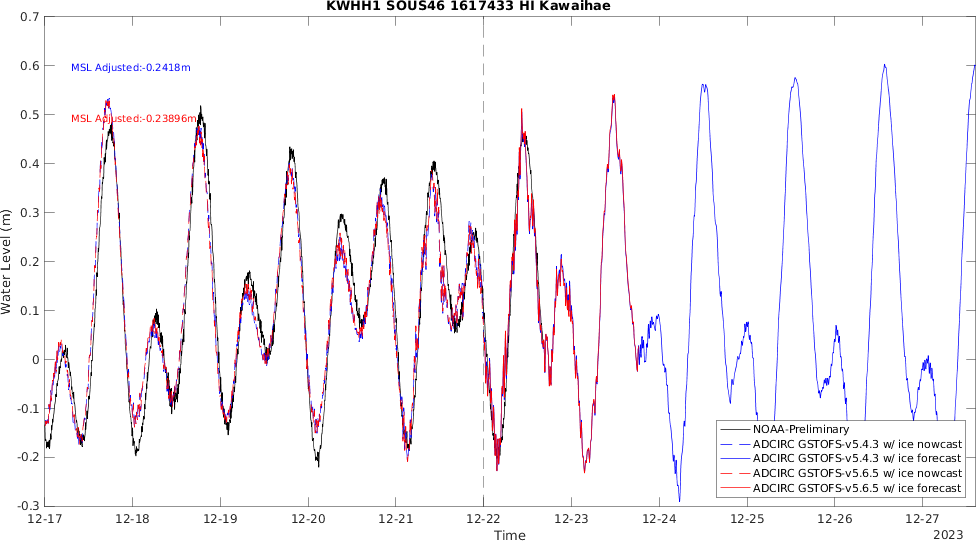 KWHH1 SOUS46 1617433 HI Kawaihae
0.7
0.6
0.5
0.4
0.3
0.2
0.1
0
-0.1
-0.2
-0.3
Water Level (m)
MSL Adjusted:-0.2418m
MSL Adjusted:-0.23896m
NOAA-Preliminary
ADCIRC GSTOFS-v5.4.3 w/ ice nowcast
ADCIRC GSTOFS-v5.4.3 w/ ice forecast
ADCIRC GSTOFS-v5.6.5 w/ ice nowcast
ADCIRC GSTOFS-v5.6.5 w/ ice forecast
12-17 12-18 12-19 12-20 12-21 12-22 12-23 12-24 12-25 12-26 12-27
Time
2023